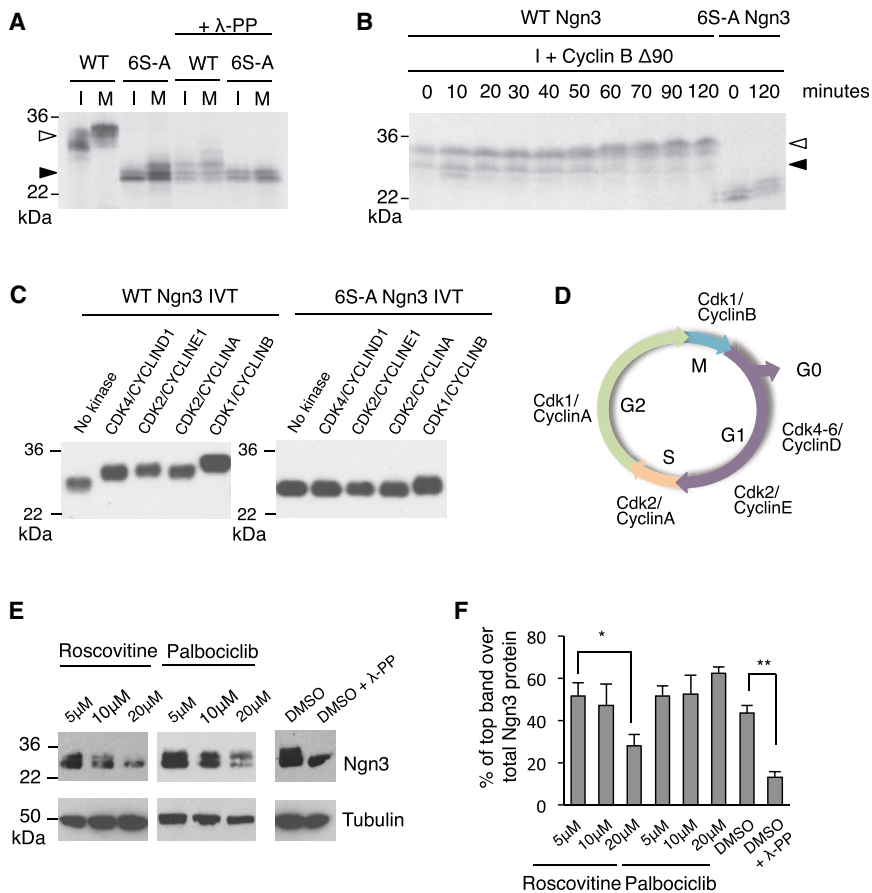 A
+ λ-PP
WT 6S-A WT 6S-A
I M I M I M I M
36
22
kDa
B
WT Ngn3 6S-A Ngn3
I + Cyclin B Δ90
0 10 20 30 40 50 60 70 90 120 0 120 minutes
36
22
kDa
C
WT Ngn3 IVT 6S-A Ngn3 IVT
No kinase
CDK4/CYCLIND1
CDK2/CYCLINE1
CDK2/CYCLINA
CDK1/CYCLINB
No kinase
CDK4/CYCLIND1
CDK2/CYCLINE1
CDK2/CYCLINA
CDK1/CYCLINB
36
22
kDa
36
22
kDa
D
Cdk1/
CyclinB
M
G0
Cdk1/
CyclinA
G2
G1
Cdk4-6/
CyclinD
S
Cdk2/
CyclinA
Cdk2/
CyclinE
E
Roscovitine Palbociclib
5µM 10µM 20µM 5µM 10µM 20µM DMSO DMSO + λ-PP
36
22
Ngn3
50
kDa
Tubulin
F
% of top band over
total Ngn3 protein
80
60
40
20
0
*
**
5µM 10µM 20µM 5µM 10µM 20µM DMSO DMSO
+ λ-PP
Roscovitine Palbociclib